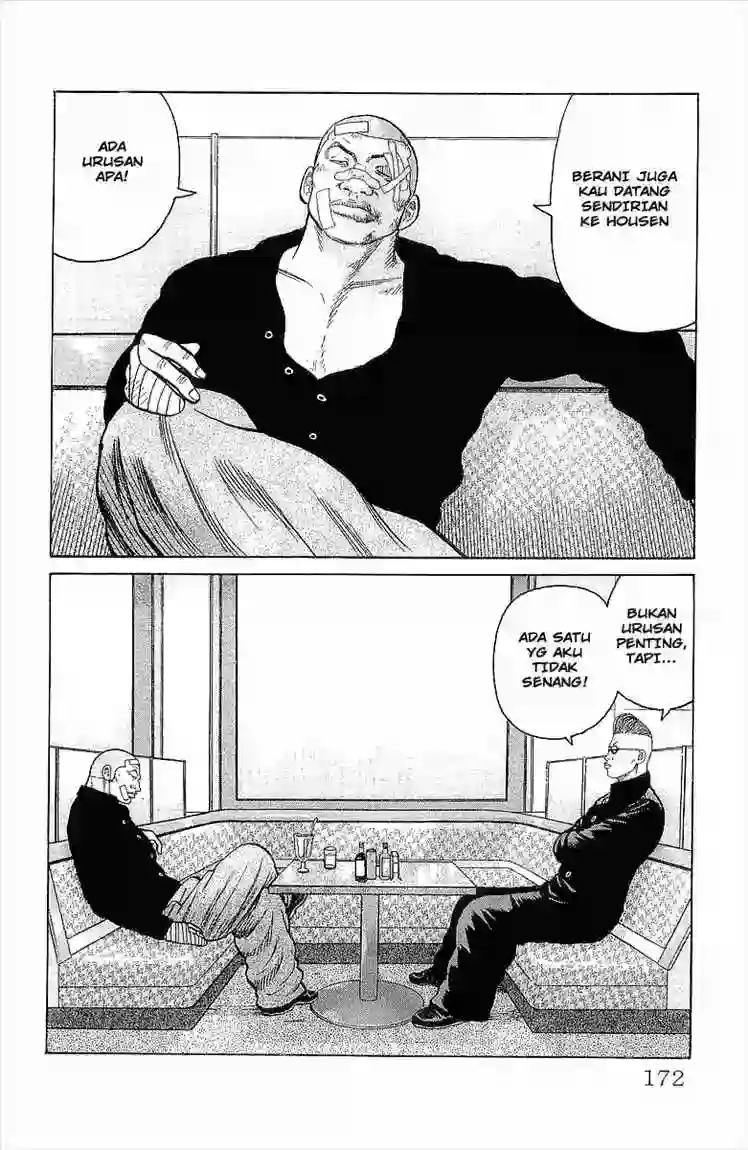 BERANI JUGA
KAU DATANG
SENDIRIAN
KE HOUSEN
ADA
URUSAN
APA!
BUKAN
URUSAN
PENTING,
TAPI...
ADA SATU
YG AKU
TIDAK
SENANG!
172